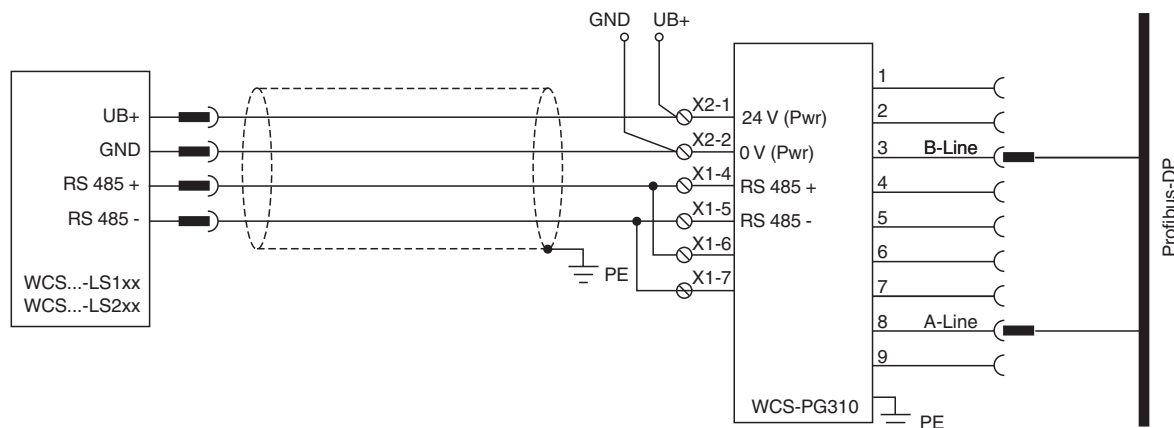 GND UB+
UB+
GND
RS 485 +
RS 485 -
WCS...-LS1xx
WCS...-LS2xx
PE
X2-1
X2-2
X1-4
X1-5
X1-6
X1-7
24 V (Pwr)
0 V (Pwr)
RS 485 +
RS 485 -
WCS-PG310
1
2
3 B-Line
4
5
6
7
8 A-Line
9
PE
Profibus-DP